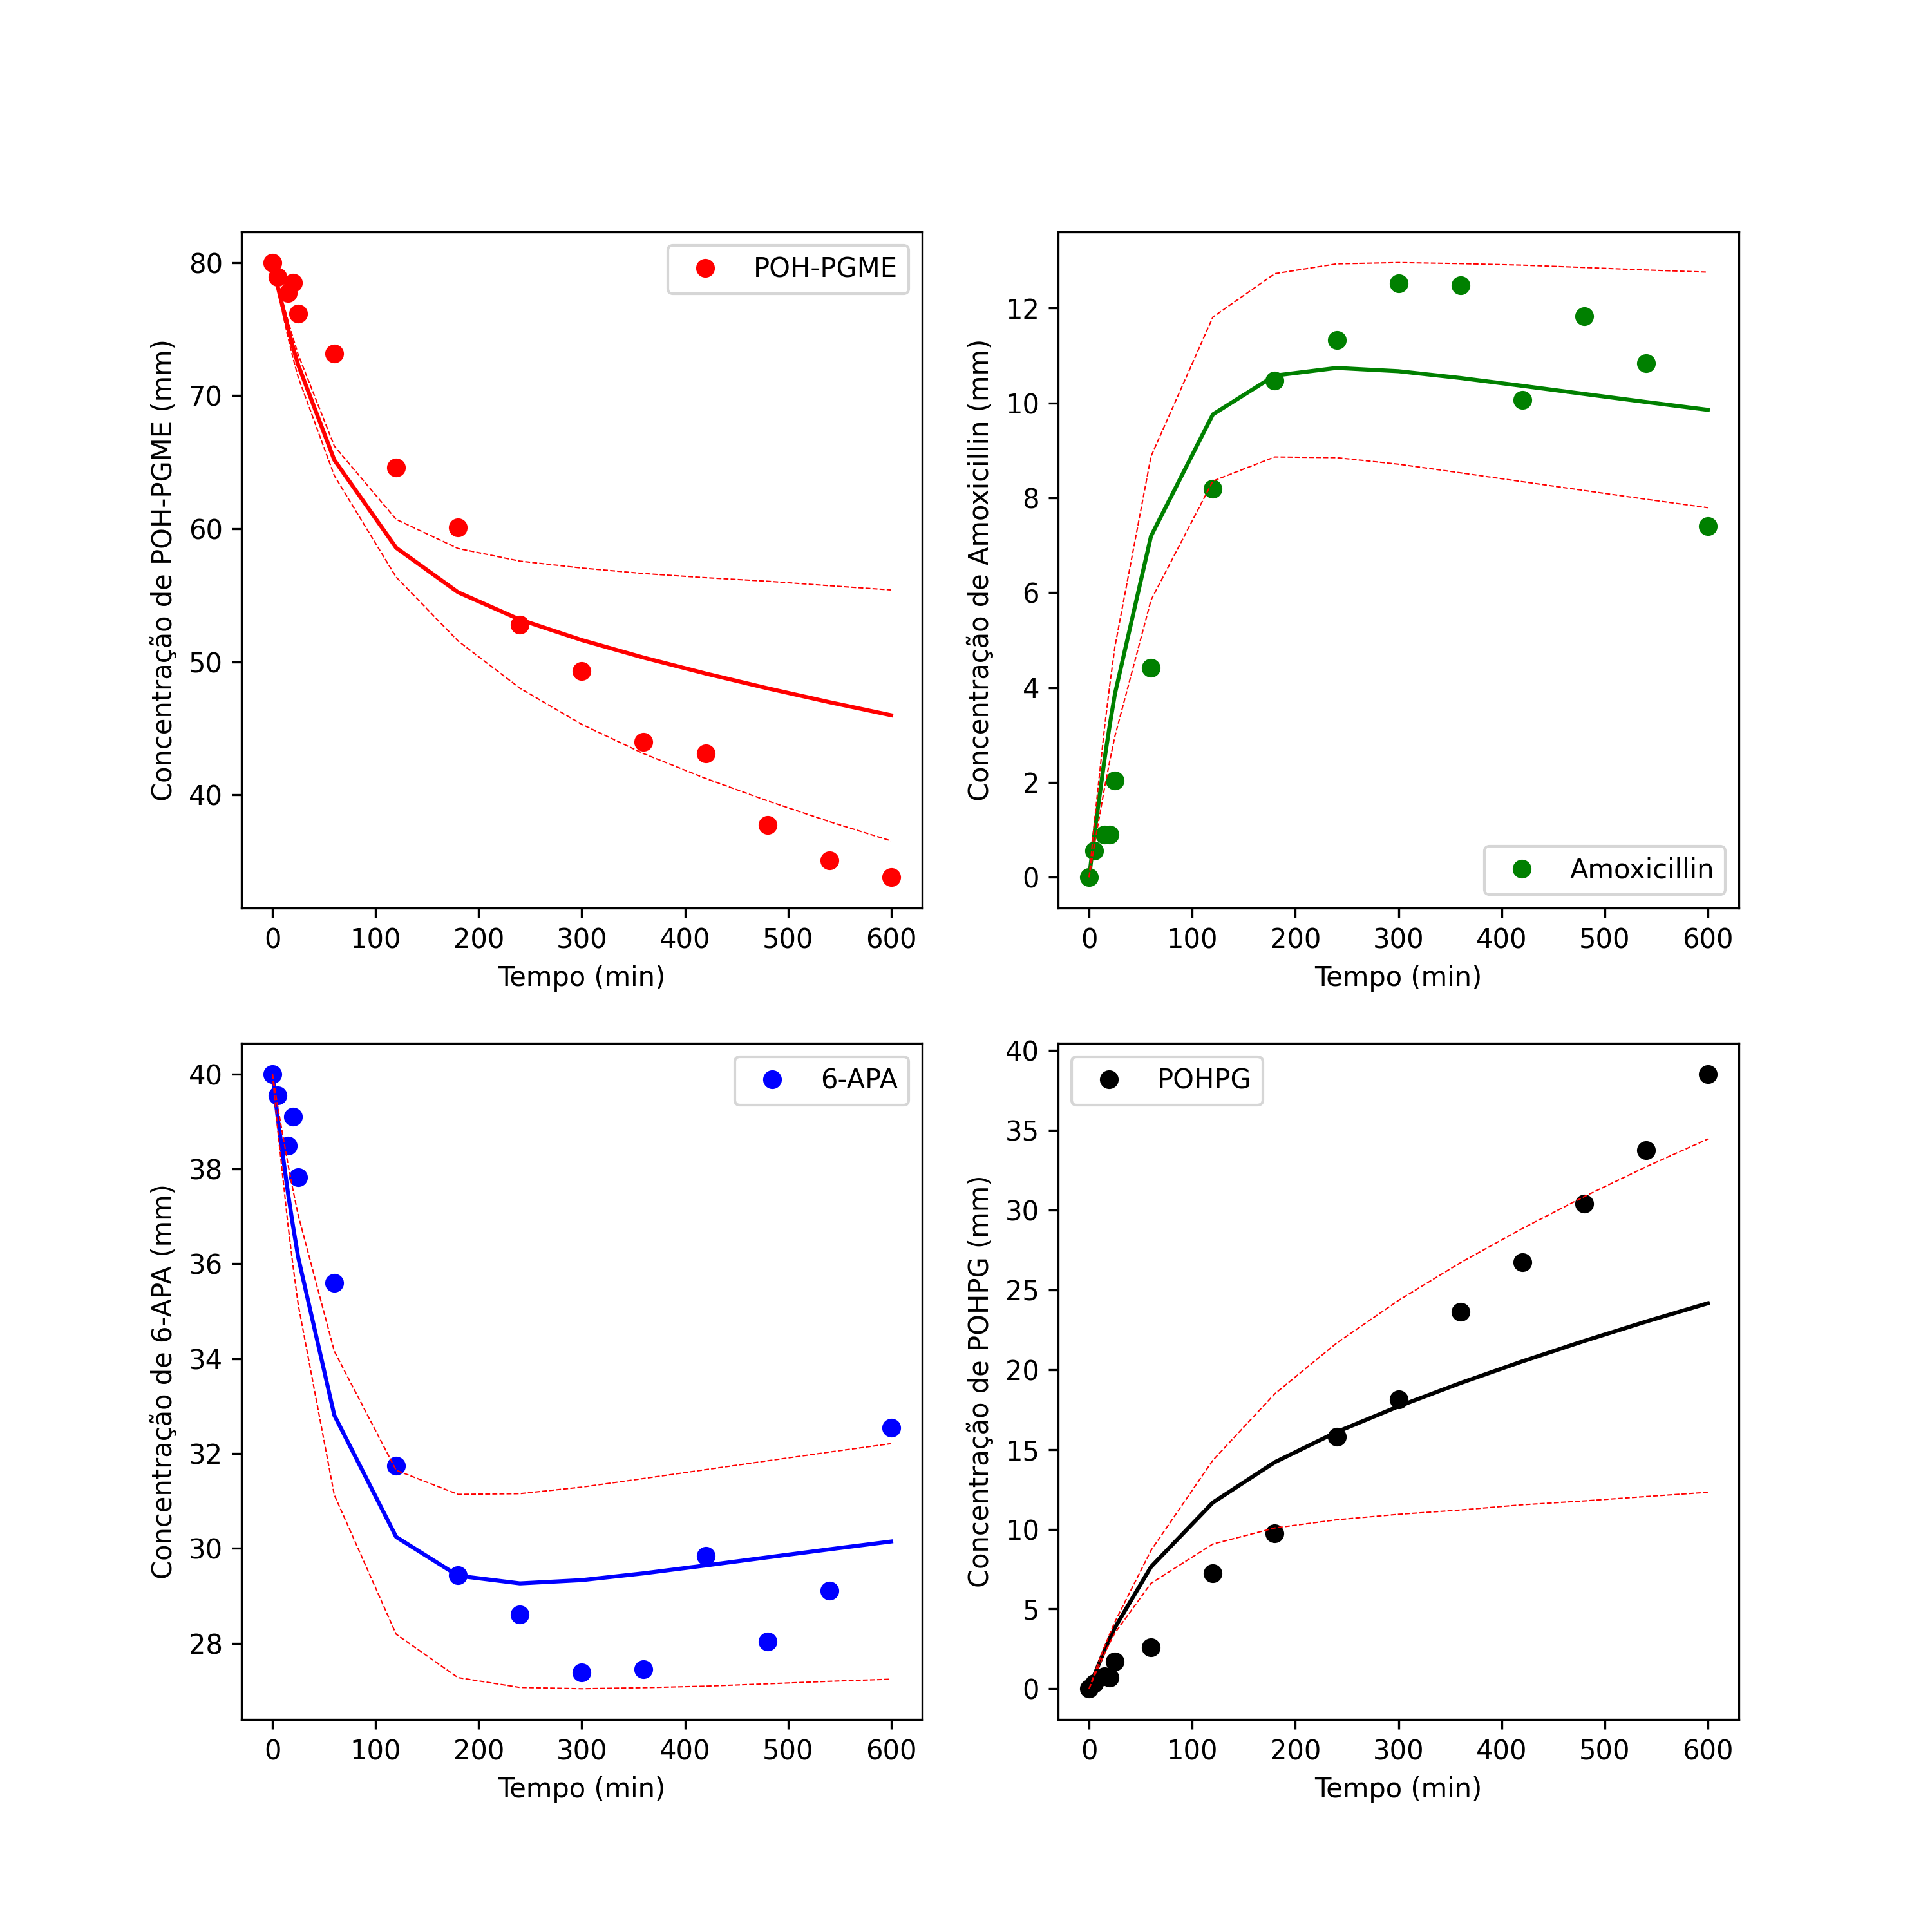 POH-PGME
80
70
60
50
40
Concentração de POH-PGME (mm)
0 100 200 300 400 500 600
Tempo (min)
Amoxicillin
12
10
8
6
4
2
0
Concentração de Amoxicillin (mm)
0 100 200 300 400 500 600
Tempo (min)
6-APA
40
38
36
34
32
30
28
Concentração de 6-APA (mm)
0 100 200 300 400 500 600
Tempo (min)
POHPG
40
35
30
25
20
15
10
5
0
Concentração de POHPG (mm)
0 100 200 300 400 500 600
Tempo (min)